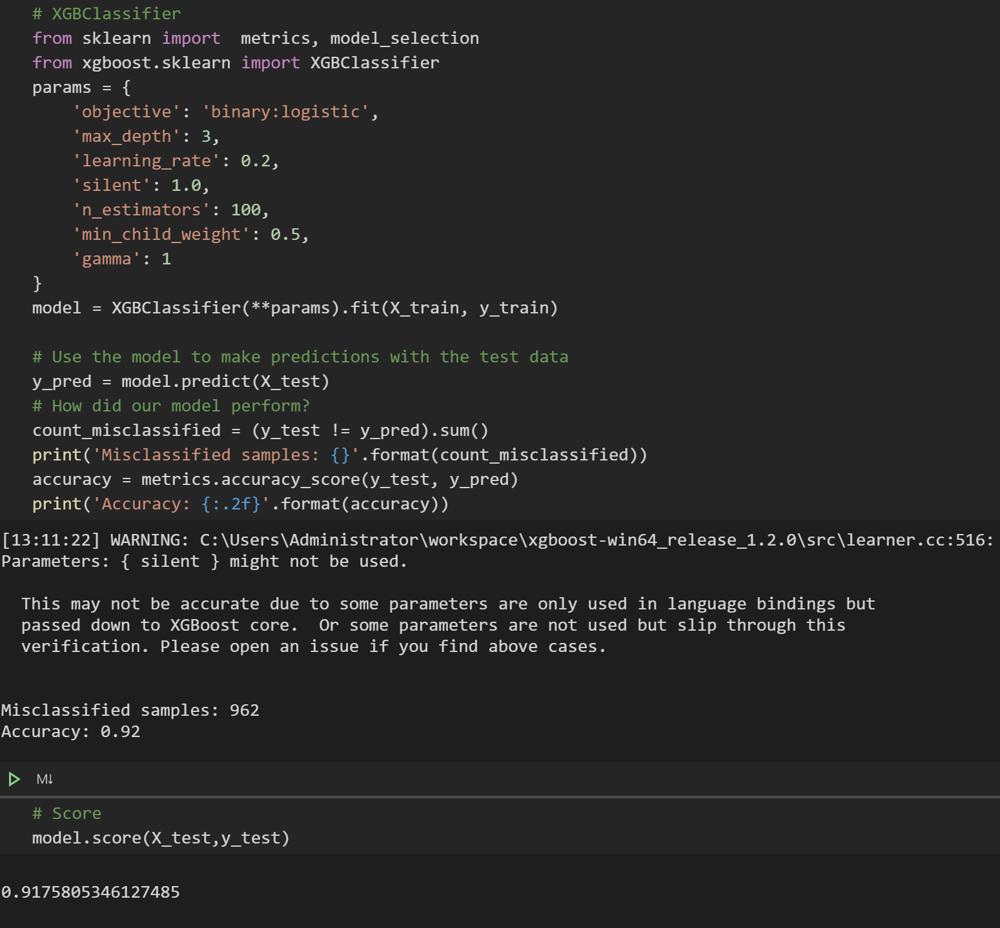 # XGBClassifier
from sklearn import  metrics, model_selection
from xgboost.sklearn import XGBClassifier
params = {
    'objective': 'binary:logistic',
    'max_depth': 3,
    'learning_rate': 0.2,
    'silent': 1.0,
    'n_estimators': 100,
    'min_child_weight': 0.5,
    'gamma': 1
}
model = XGBClassifier(**params).fit(X_train, y_train)

# Use the model to make predictions with the test data
y_pred = model.predict(X_test)
# How did our model perform?
count_misclassified = (y_test != y_pred).sum()
print('Misclassified samples: {}'.format(count_misclassified))
accuracy = metrics.accuracy_score(y_test, y_pred)
print('Accuracy: {:.2f}'.format(accuracy))
[13:11:22] WARNING: C:\Users\Administrator\workspace\xgboost-win64_release_1.2.0\src\learner.cc:516:
Parameters: { silent } might not be used.

  This may not be accurate due to some parameters are only used in language bindings but
  passed down to XGBoost core.  Or some parameters are not used but slip through this
  verification. Please open an issue if you find above cases.

Misclassified samples: 962
Accuracy: 0.92
M↓
# Score
model.score(X_test,y_test)
0.9175805346127485